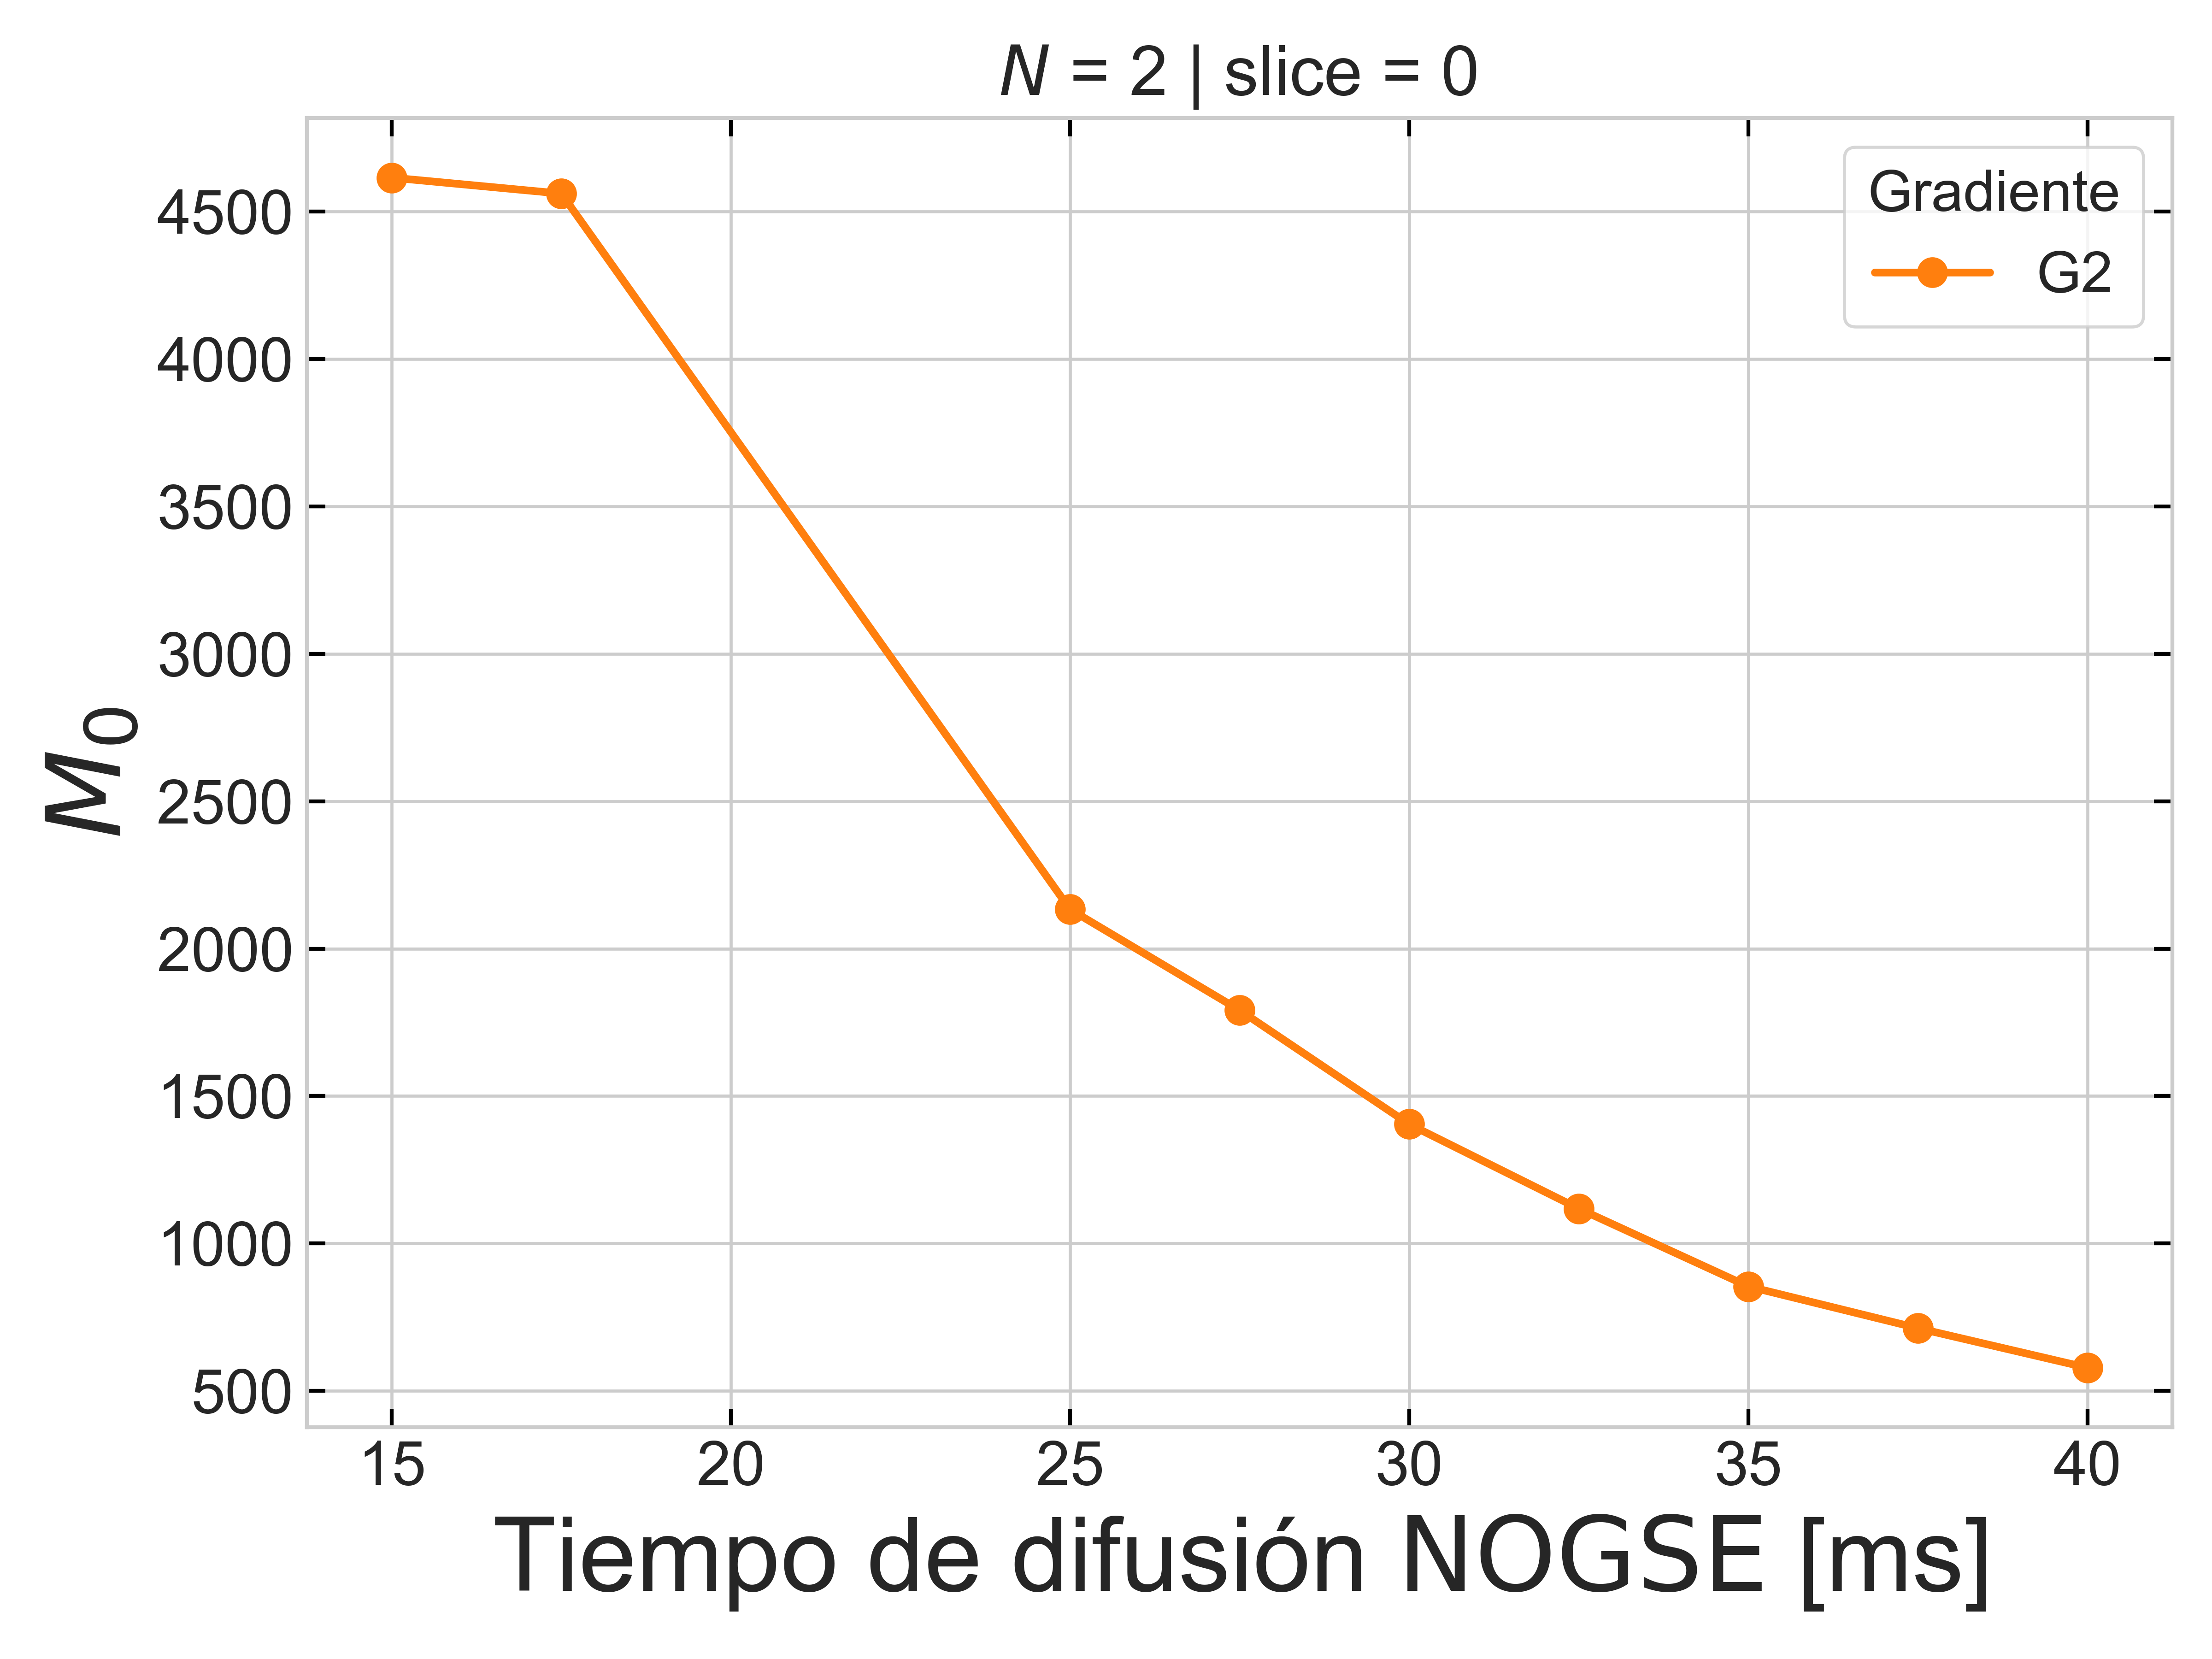 N = 2 | slice = 0
Gradiente
G2
4500
4000
3500
3000
2500
2000
1500
1000
500
M0
15 20 25 30 35 40
Tiempo de difusión NOGSE [ms]